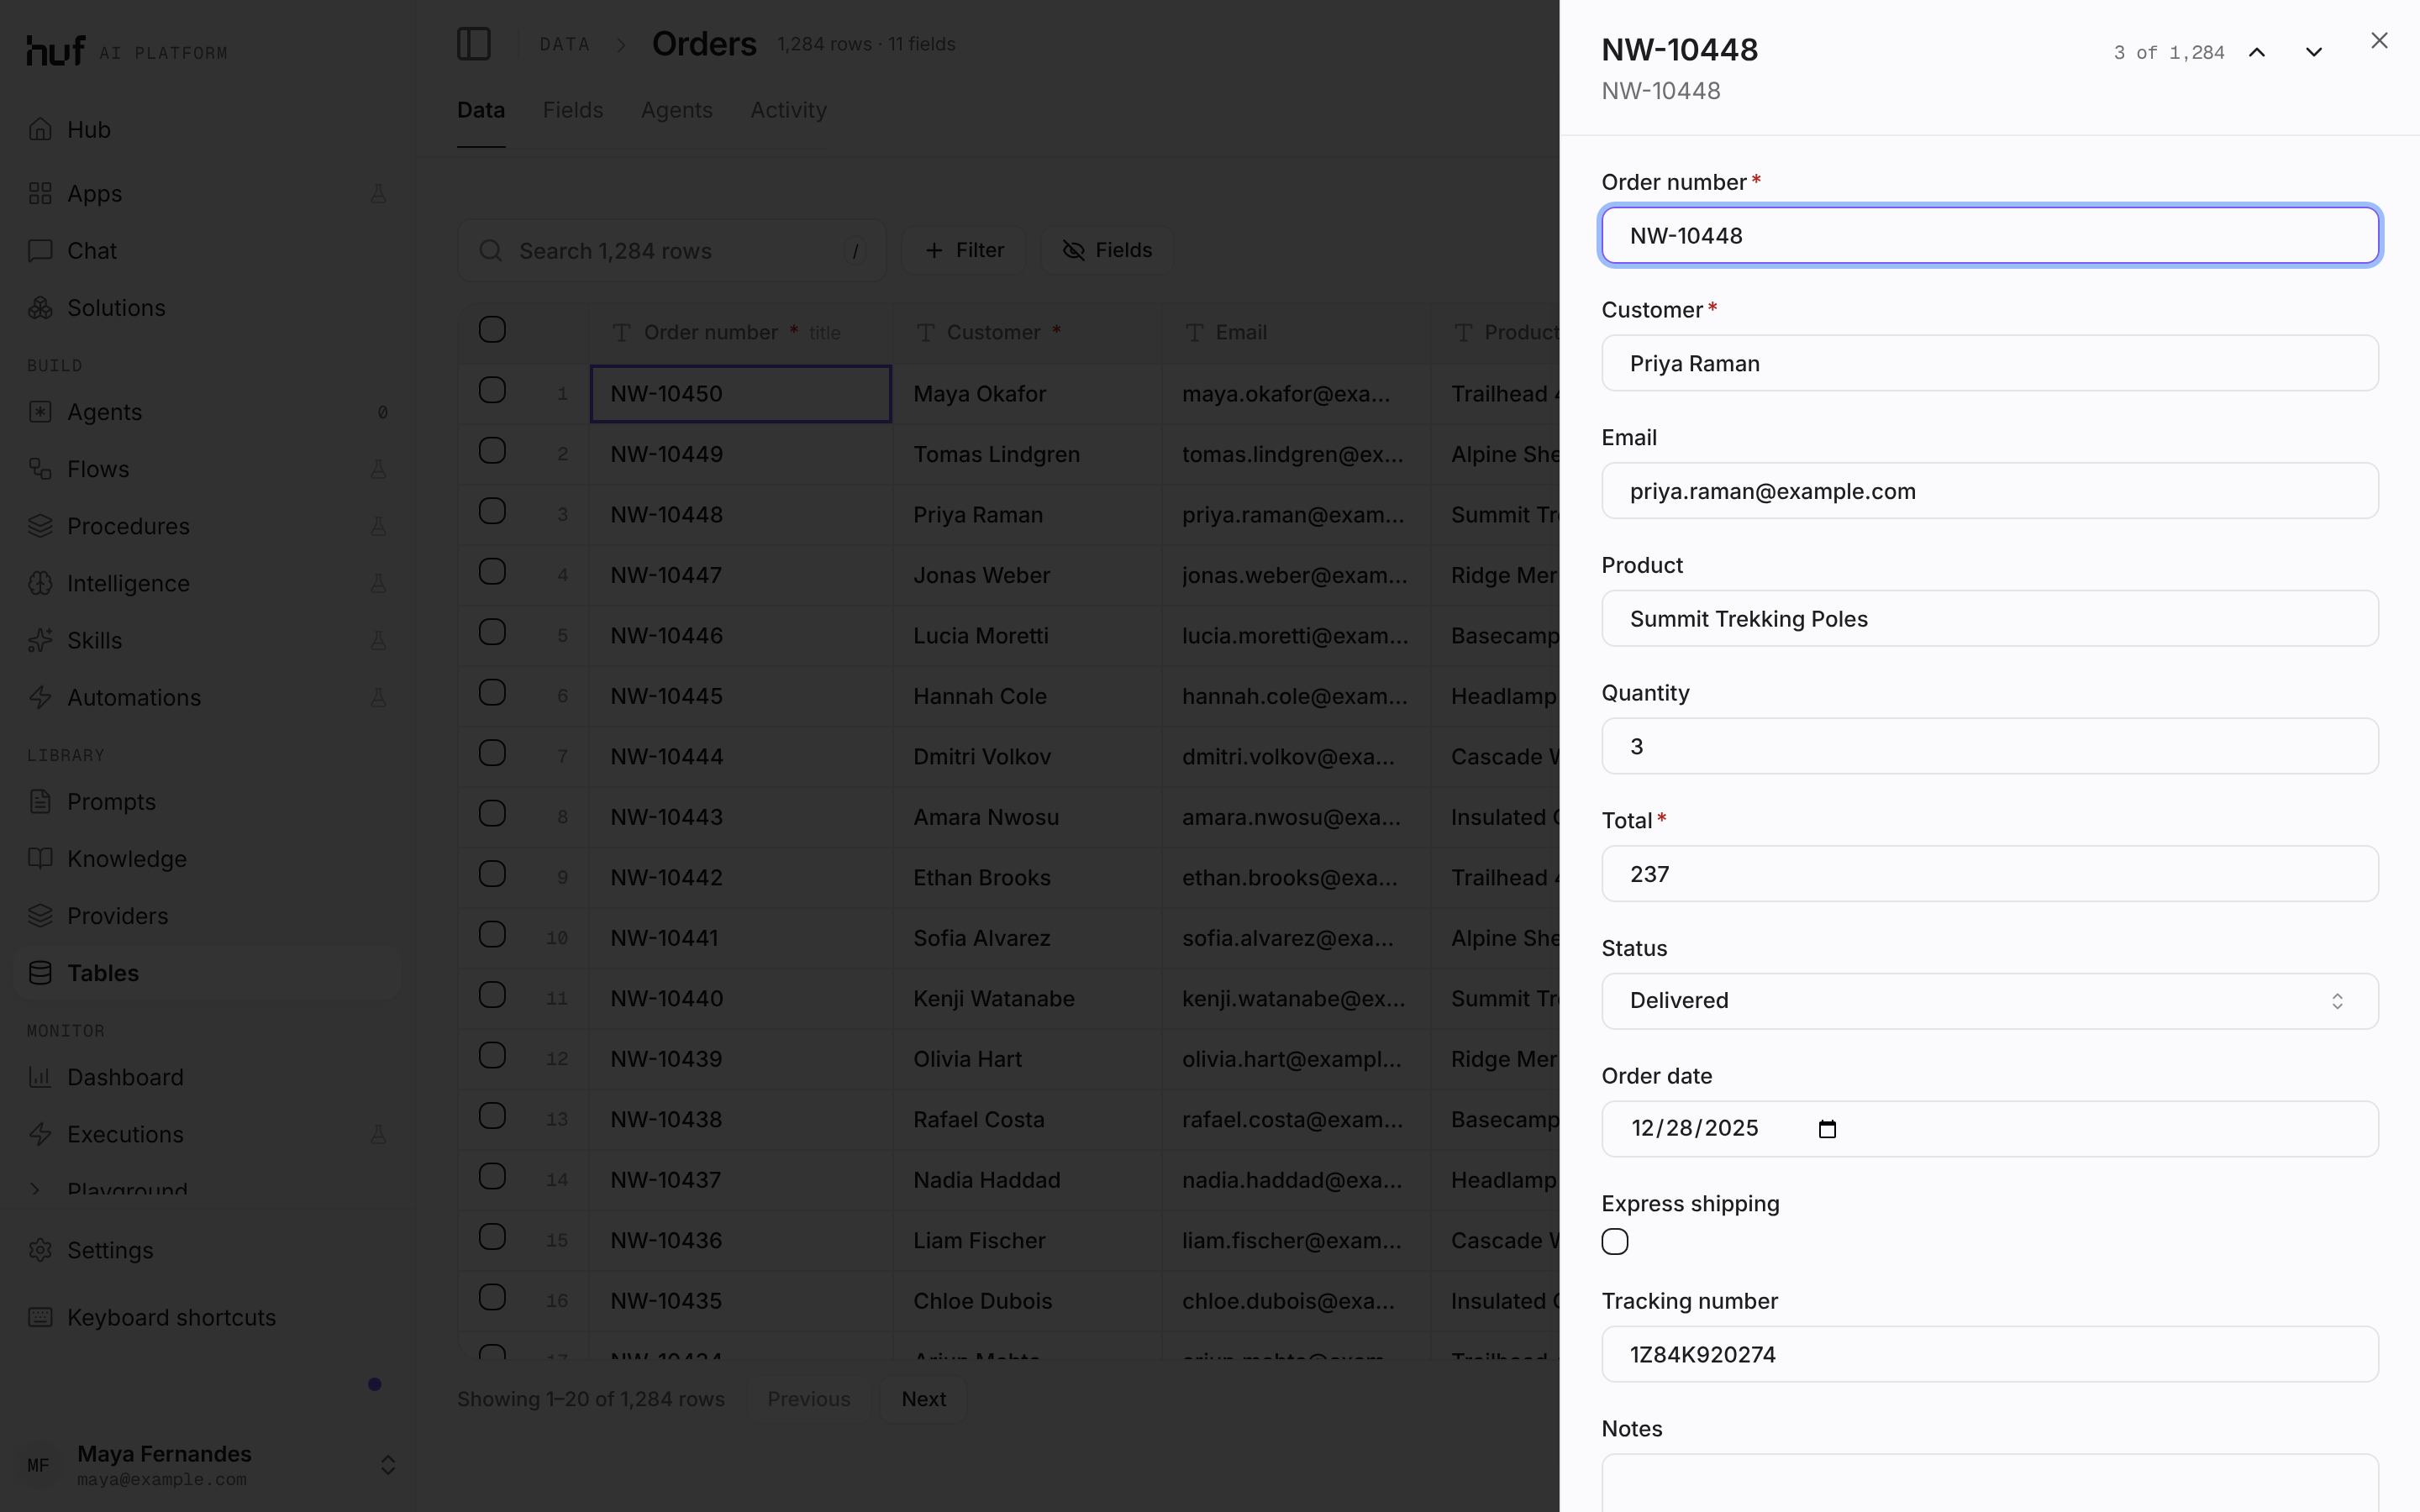 huf AI PLATFORM
Hub
Apps
Chat
Solutions
BUILD
Agents 0
Flows
Procedures
Intelligence
Skills
Automations
LIBRARY
Prompts
Knowledge
Providers
Tables
MONITOR
Dashboard
Executions
Playground
Settings
Keyboard shortcuts
MF Maya Fernandes
maya@example.com
DATA Orders 1,284 rows · 11 fields
Data Fields Agents Activity
Search 1,284 rows / Filter Fields
Order number * title Customer * Email Product
1 NW-10450 Maya Okafor maya.okafor@exa... Trailhead 4
2 NW-10449 Tomas Lindgren tomas.lindgren@ex... Alpine She
3 NW-10448 Priya Raman priya.raman@exam... Summit Tr
4 NW-10447 Jonas Weber jonas.weber@exam... Ridge Mer
5 NW-10446 Lucia Moretti lucia.moretti@exam... Basecamp
6 NW-10445 Hannah Cole hannah.cole@exam... Headlamp
7 NW-10444 Dmitri Volkov dmitri.volkov@exa... Cascade W
8 NW-10443 Amara Nwosu amara.nwosu@exa... Insulated
9 NW-10442 Ethan Brooks ethan.brooks@exa... Trailhead 4
10 NW-10441 Sofia Alvarez sofia.alvarez@exa... Alpine She
11 NW-10440 Kenji Watanabe kenji.watanabe@ex... Summit Tr
12 NW-10439 Olivia Hart olivia.hart@exampl... Ridge Mer
13 NW-10438 Rafael Costa rafael.costa@exam... Basecamp
14 NW-10437 Nadia Haddad nadia.haddad@exa... Headlamp
15 NW-10436 Liam Fischer liam.fischer@exam... Cascade W
16 NW-10435 Chloe Dubois chloe.dubois@exa... Insulated
17 NW-10434 Arjun Mehta arjun.mehta@exam... Trailhead
Showing 1–20 of 1,284 rows Previous Next
NW-10448 3 of 1,284
NW-10448
Order number *
NW-10448
Customer *
Priya Raman
Email
priya.raman@example.com
Product
Summit Trekking Poles
Quantity
3
Total *
237
Status
Delivered
Order date
12/28/2025
Express shipping
Tracking number
1Z84K920274
Notes